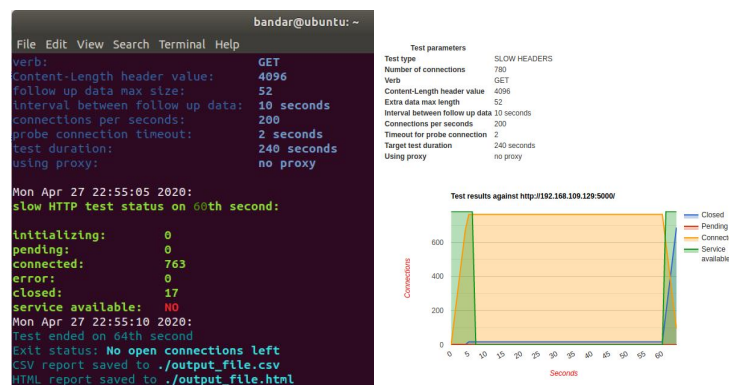 bandar@ubuntu: ~
File Edit View Search Terminal Help
verb: GET
Content-Length header value: 4096
follow up data max size: 52
interval between follow up data: 10 seconds
connections per seconds: 200
probe connection timeout: 2 seconds
test duration: 240 seconds
using proxy: no proxy
Mon Apr 27 22:55:05 2020:
slow HTTP test status on 60th second:
initializing: 0
pending: 0
connected: 763
error: 0
closed: 17
service available: NO
Mon Apr 27 22:55:10 2020:
Test ended on 64th second
Exit status: No open connections left
CSV report saved to ./output_file.csv
HTML report saved to ./output_file.html
Test parameters
Test type SLOW HEADERS
Number of connections 780
Verb GET
Content-Length header value 4096
Extra data max length 52
Interval between follow up data 10 seconds
Connections per seconds 200
Timeout for probe connection 2
Target test duration 240 seconds
Using proxy no proxy
Test results against http://192.168.109.129:5000/
Closed
Pending
Connecte
Service
available
Connections
600
400
200
0
0 5 10 15 20 25 30 35 40 45 50 55 60
Seconds